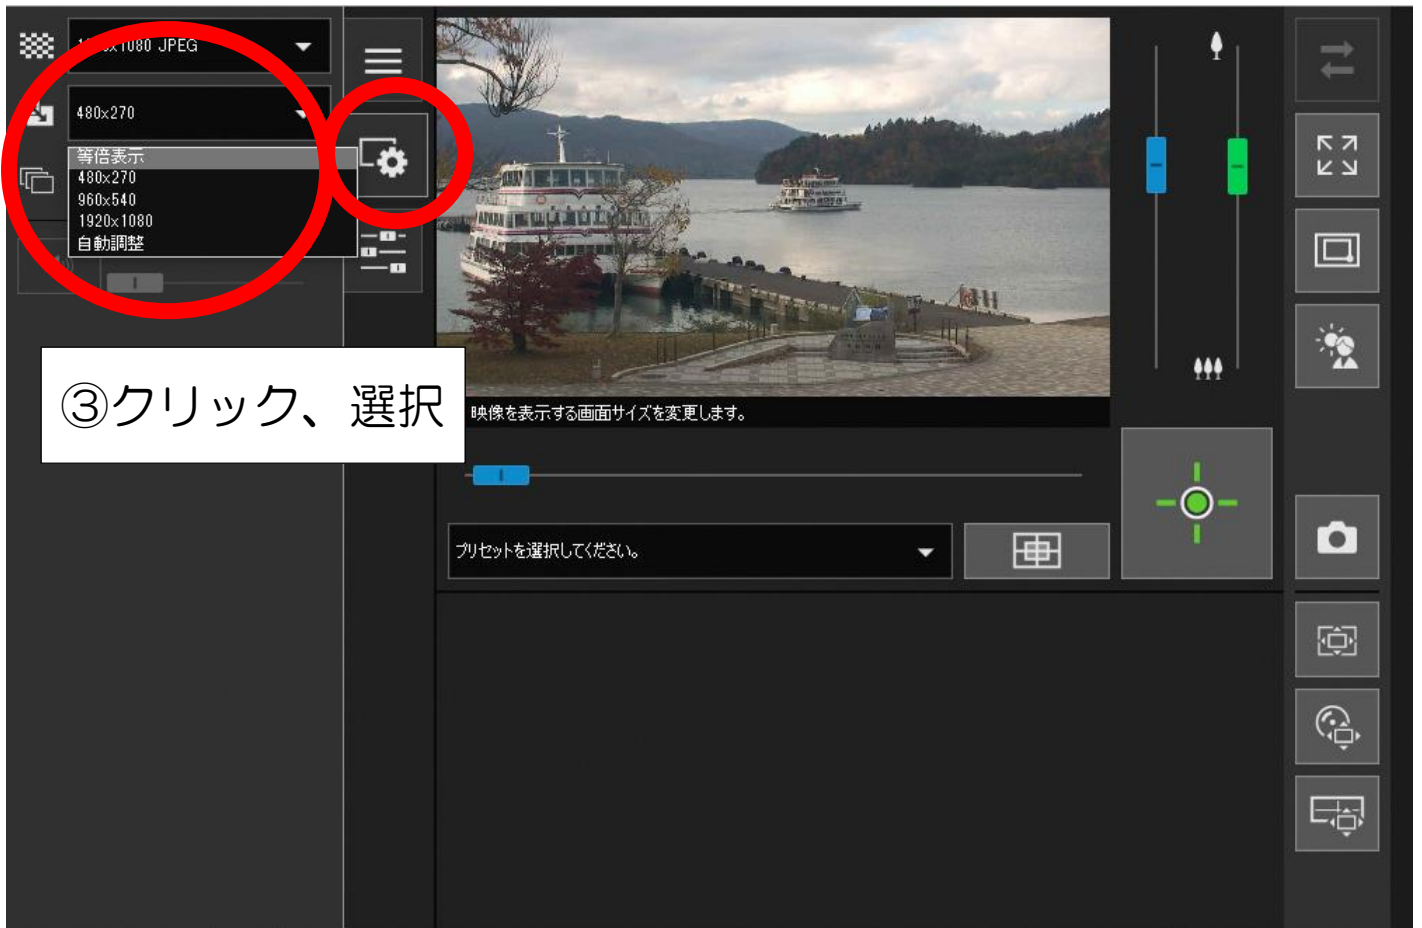 1080 JPEG
480x270
等倍表示
480x270
960x540
1920x1080
自動調整
③クリック、選択
映像を表示する画面サイズを変更します。
プリセットを選択してください。